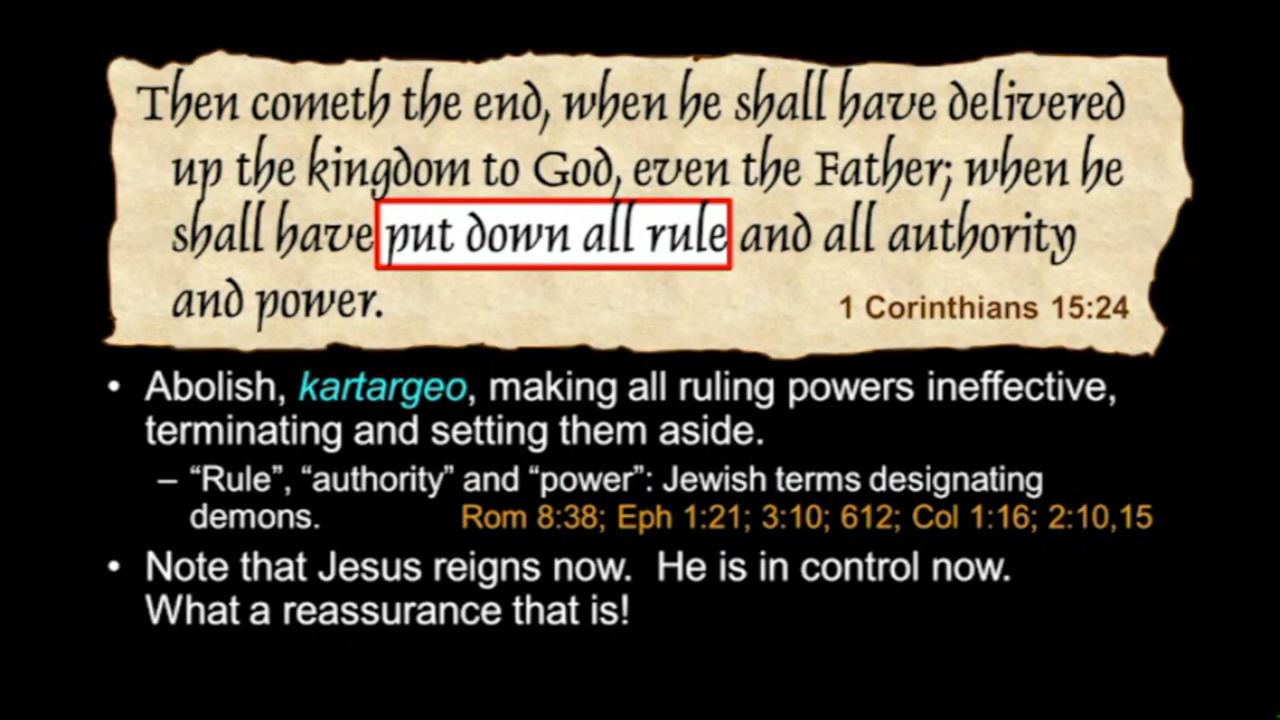 Then cometh the end, when he shall have delivered
up the kingdom to God, even the Father; when he
shall have put down all rule and all authority
and power.
1 Corinthians 15:24
• Abolish, kartargeo, making all ruling powers ineffective,
terminating and setting them aside.
– “Rule”, “authority” and “power”: Jewish terms designating
demons. Rom 8:38; Eph 1:21; 3:10; 612; Col 1:16; 2:10,15
• Note that Jesus reigns now. He is in control now.
What a reassurance that is!